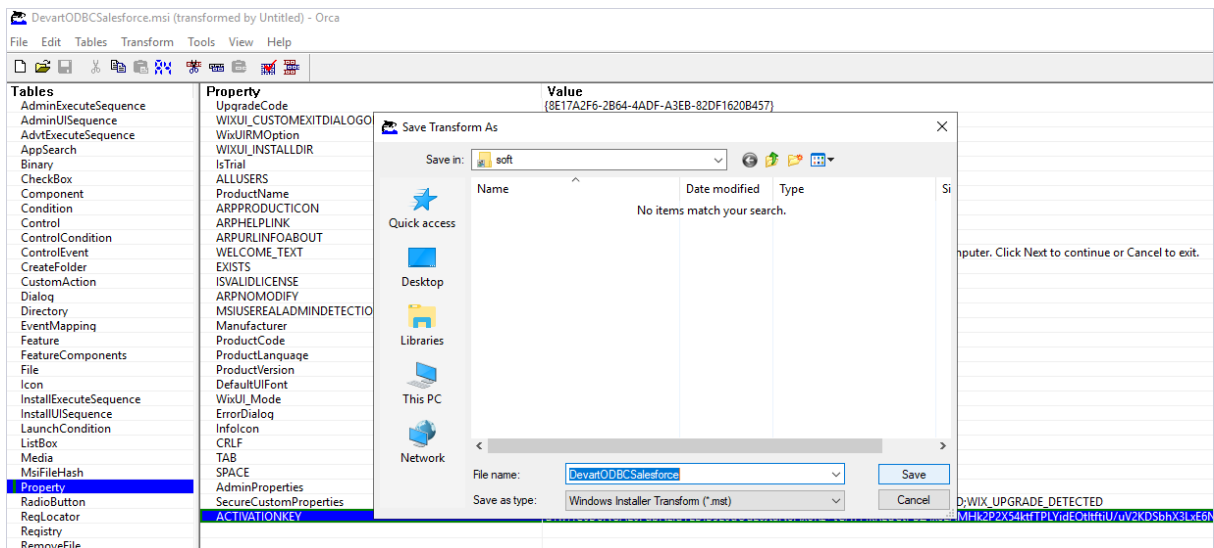 DevartODBCSalesforce.msi (transformed by Untitled) - Orca
File Edit Tables Transform Tools View Help
Tables
AdminExecuteSequence
AdminUISequence
AdvtExecuteSequence
AppSearch
Binary
CheckBox
Component
Condition
Control
ControlCondition
ControlEvent
CreateFolder
CustomAction
Dialog
Directory
EventMapping
Feature
FeatureComponents
File
Icon
InstallExecuteSequence
InstallUISequence
LaunchCondition
ListBox
Media
MsiFileHash
Property
RadioButton
RegLocator
Registry
RemoveFile
Property Value
UpgradeCode {8E17A2F6-2B64-4ADF-A3EB-82DF1620B457}
WIXUI_CUSTOMEXITDIALOGO
WixUIRMOption
WIXUI_INSTALLDIR
IsTrial
ALLUSERS
ProductName
ARPPRODUCTICON
ARPHELPLINK
ARPURLINFOABOUT
WELCOME_TEXT nputer. Click Next to continue or Cancel to exit.
EXISTS
ISVALIDLICENSE
ARPNOMODIFY
MSIUSEREALADMINDETECTIO
Manufacturer
ProductCode
ProductLanguage
ProductVersion
DefaultUIFont
WixUI_Mode
ErrorDialog
InfoIcon
CRLF
TAB
SPACE
AdminProperties
SecureCustomProperties D;WIX_UPGRADE_DETECTED
ACTIVATIONKEY
Save Transform As
Save in: soft
Quick access
Desktop
Libraries
This PC
Network
Name Date modified Type Si
No items match your search.
File name: DevartODBCSalesforce Save
Save as type: Windows Installer Transform (*.mst) Cancel